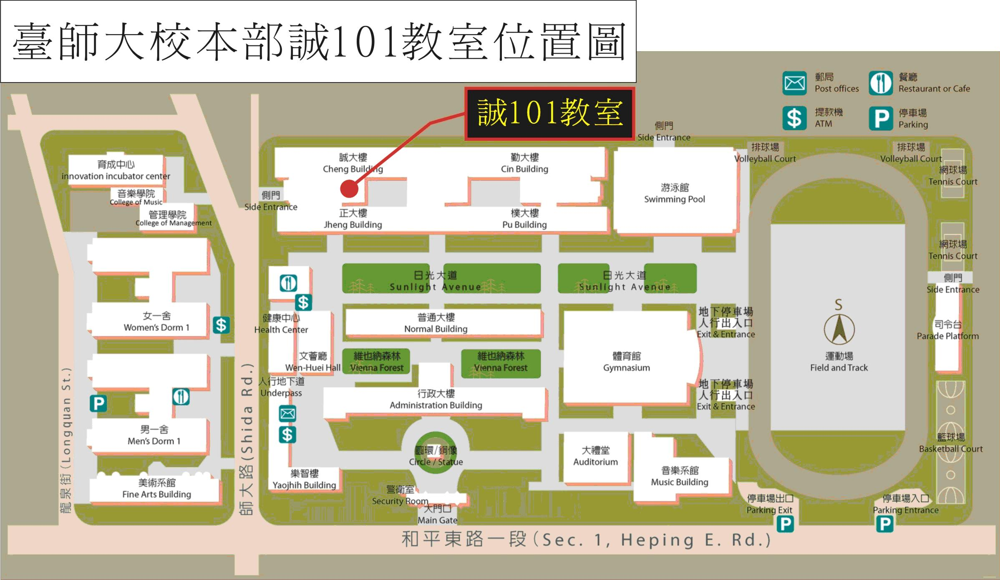 臺師大校本部誠101教室位置圖
郵局
Post offices
餐廳
Restaurant or Cafe
提款機
ATM
停車場
Parking
誠101教室
側門
Side Entrance
誠大樓
Cheng Building
勤大樓
Cin Building
游泳館
Swimming Pool
排球場
Volleyball Court
排球場
Volleyball Court
網球場
Tennis Court
育成中心
innovation incubator center
音樂學院
College of Music
管理學院
College of Management
側門
Side Entrance
正大樓
Jheng Building
樸大樓
Pu Building
網球場
Tennis Court
日光大道
Sunlight Avenue
日光大道
Sunlight Avenue
側門
Side Entrance
女一舍
Women's Dorm 1
健康中心
Health Center
普通大樓
Normal Building
地下停車場
人行出入口
Exit & Entrance
S
司令台
Parade Platform
文薈廳
Wen-Huei Hall
維也納森林
Vienna Forest
維也納森林
Vienna Forest
體育館
Gymnasium
運動場
Field and Track
人行地下道
Underpass
行政大樓
Administration Building
地下停車場
人行出入口
Exit & Entrance
男一舍
Men's Dorm 1
圓環/銅像
Circle / Statue
大禮堂
Auditorium
音樂系館
Music Building
籃球場
Basketball Court
美術系館
Fine Arts Building
樂智樓
Yaojhih Building
警衛室
Security Room
大門口
Main Gate
停車場出口
Parking Exit
停車場入口
Parking Entrance
龍泉街(Longquan St.)
師大路(Shida Rd.)
和平東路一段(Sec. 1, Heping E. Rd.)
$
P
$
$
$
P
P
P